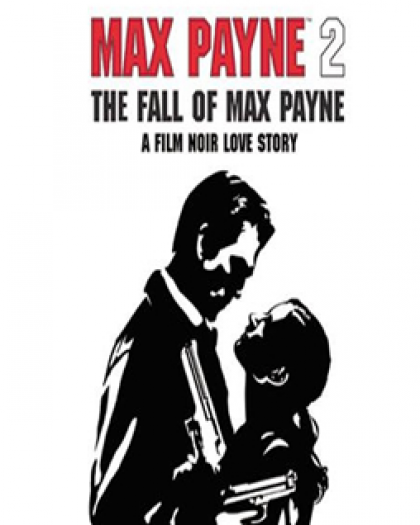 MAX PAYNE 2
THE FALL OF MAX PAYNE
A FILM NOIR LOVE STORY